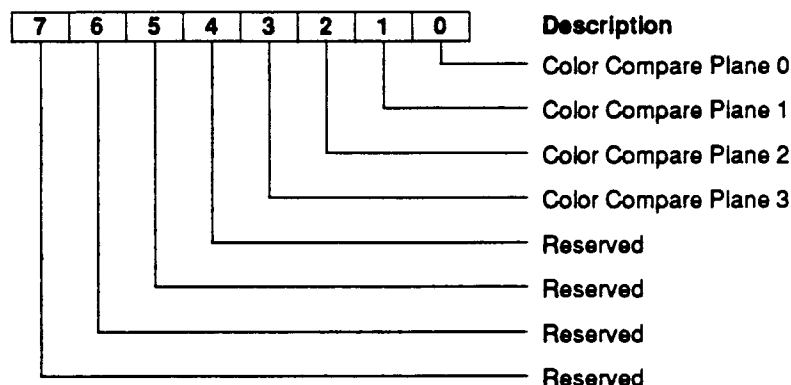 7 6 5 4 3 2 1 0 Description
Color Compare Plane 0
Color Compare Plane 1
Color Compare Plane 2
Color Compare Plane 3
Reserved
Reserved
Reserved
Reserved